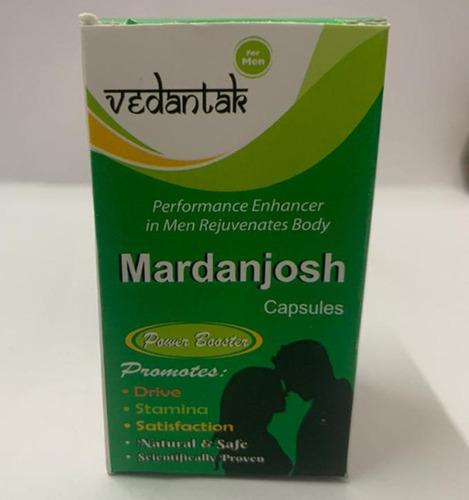 For
Men
vedantak
Performance Enhancer
in Men Rejuvenates Body
Mardanjosh
Capsules
Power Booster
Promotes:
• Drive
• Stamina
• Satisfaction
• Natural & Safe
• Scientifically Proven